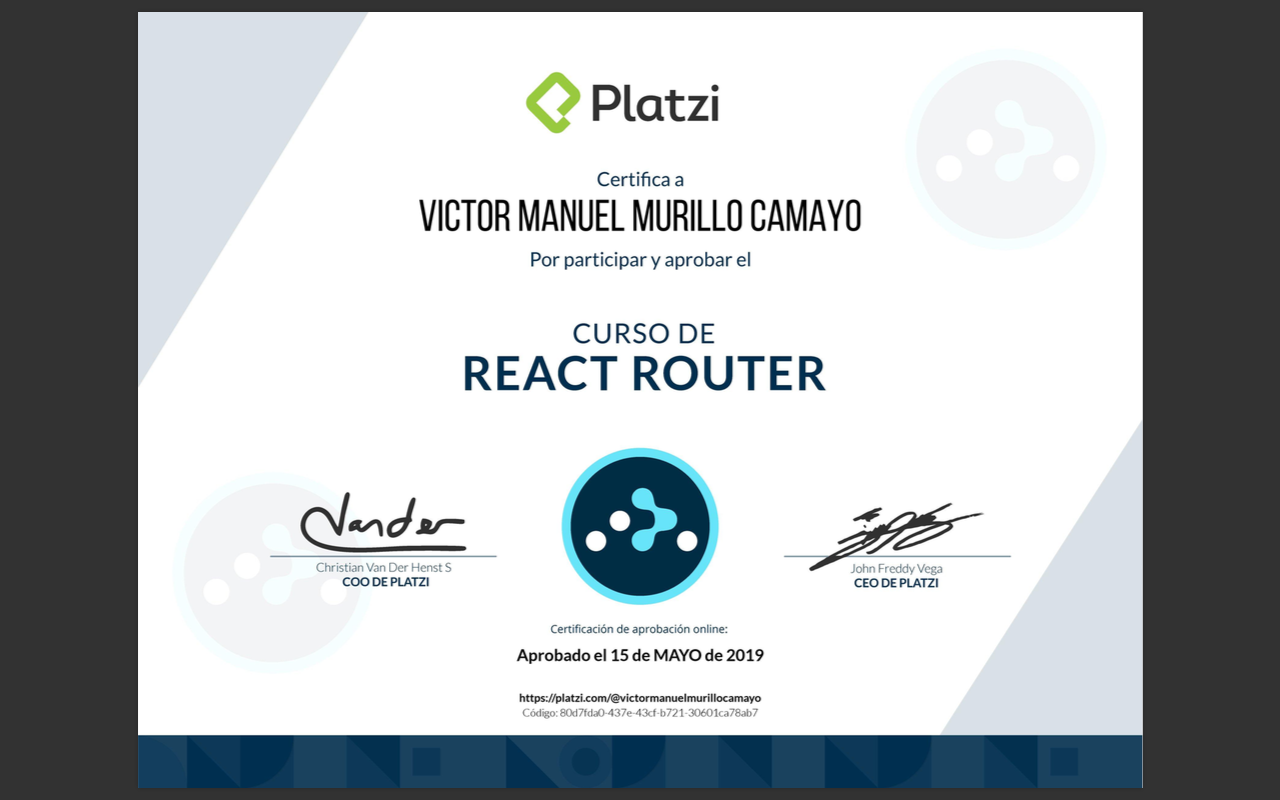 Platzi
Certifica a
VICTOR MANUEL MURILLO CAMAYO
Por participar y aprobar el
CURSO DE
REACT ROUTER
Vander
Christian Van Der Henst S
COO DE PLATZI
John Freddy Vega
CEO DE PLATZI
Certificación de aprobación online:
Aprobado el 15 de MAYO de 2019
https://platzi.com/@victormanuelmurillocamayo
Código: 80d7fda0-437e-43cf-b721-30601ca78ab7